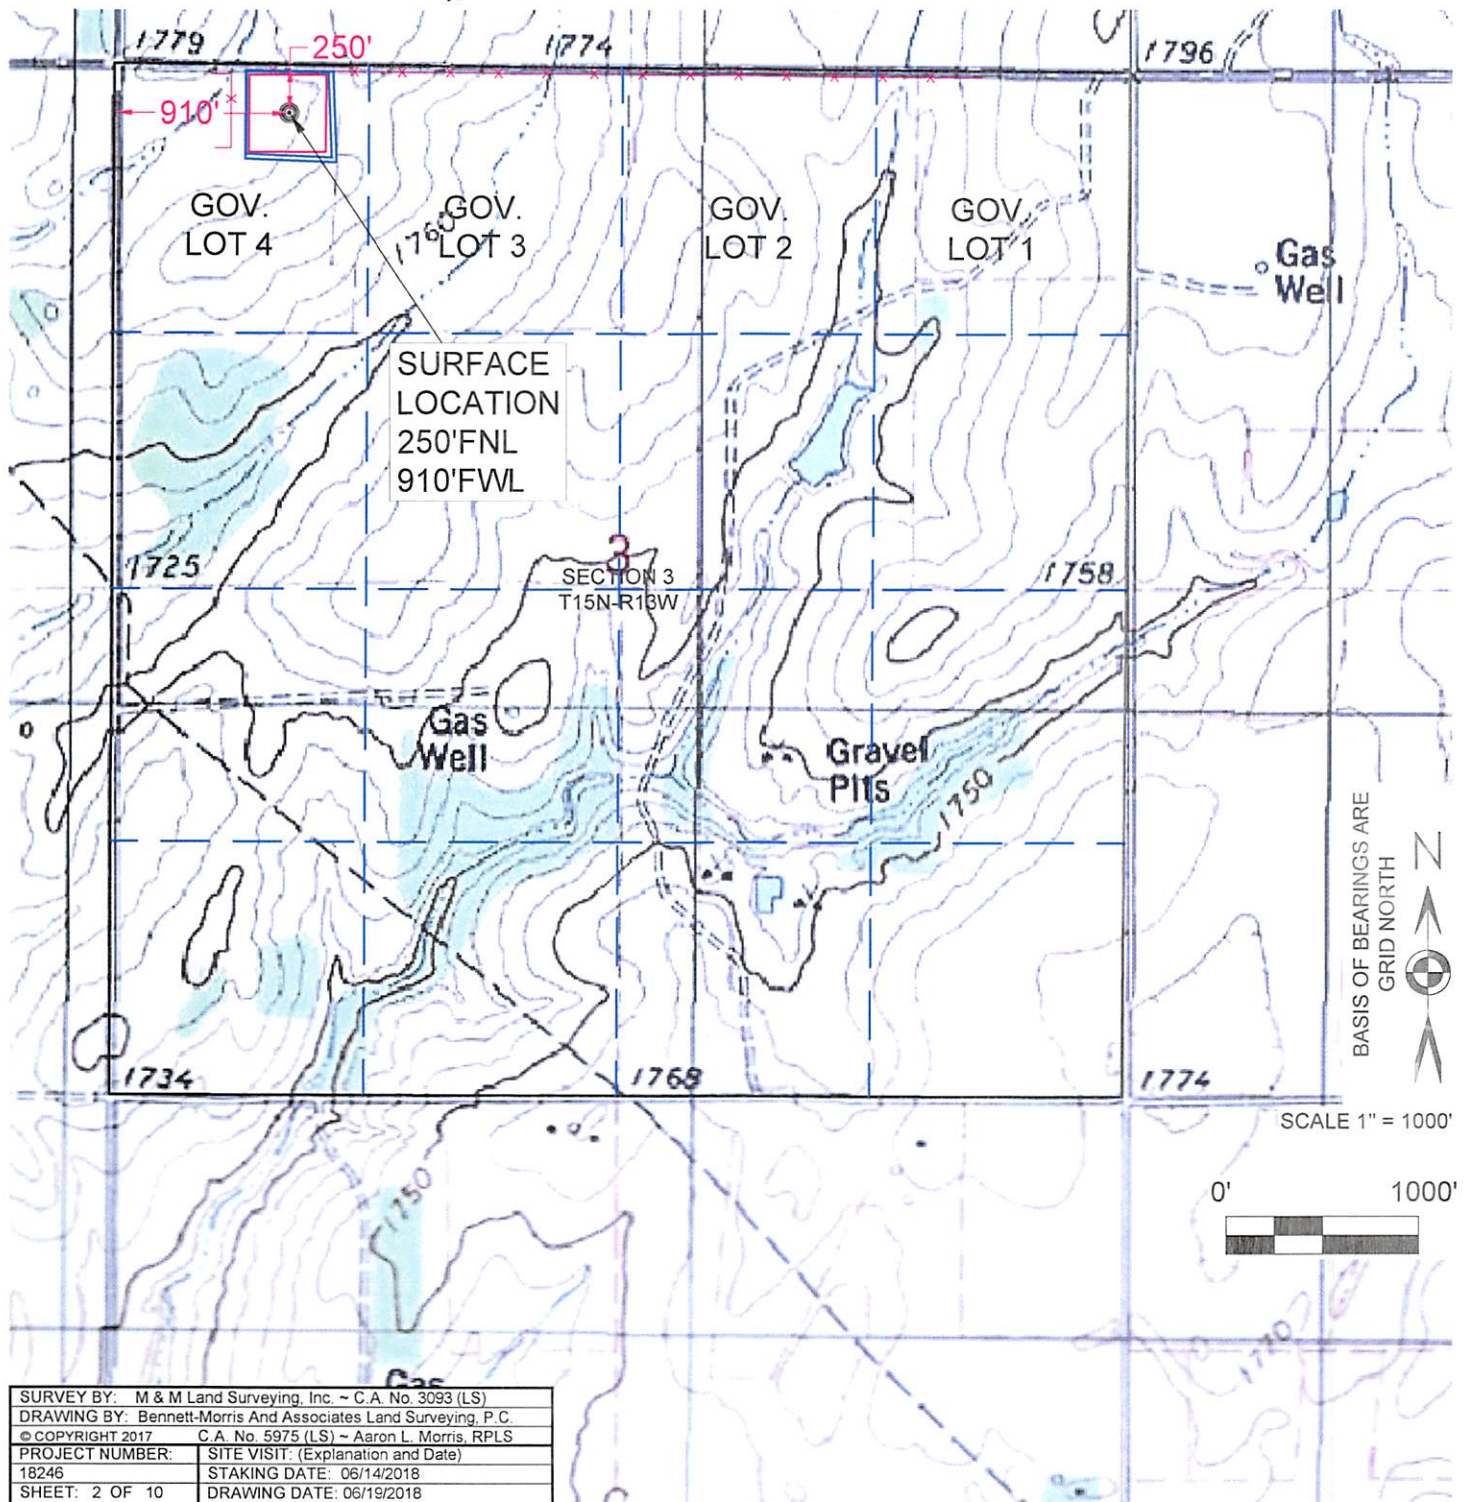 1779
250'
1774
1796
910'
GOV.
LOT 4
GOV.
LOT 3
GOV.
LOT 2
GOV.
LOT 1
1760
Gas
Well
SURFACE
LOCATION
250'FNL
910'FWL
3
SECTION 3
T15N-R13W
1725
1758
Gas
Well
Gravel
Pits
1750
BASIS OF BEARINGS ARE
GRID NORTH
N
1734
1768
1774
SCALE 1" = 1000'
0' 1000'
1750
Gas
SURVEY BY: M & M Land Surveying, Inc. ~ C.A. No. 3093 (LS)
DRAWING BY: Bennett-Morris And Associates Land Surveying, P.C.
© COPYRIGHT 2017 C.A. No. 5975 (LS) ~ Aaron L. Morris, RPLS
PROJECT NUMBER: SITE VISIT: (Explanation and Date)
18246 STAKING DATE: 06/14/2018
SHEET: 2 OF 10 DRAWING DATE: 06/19/2018